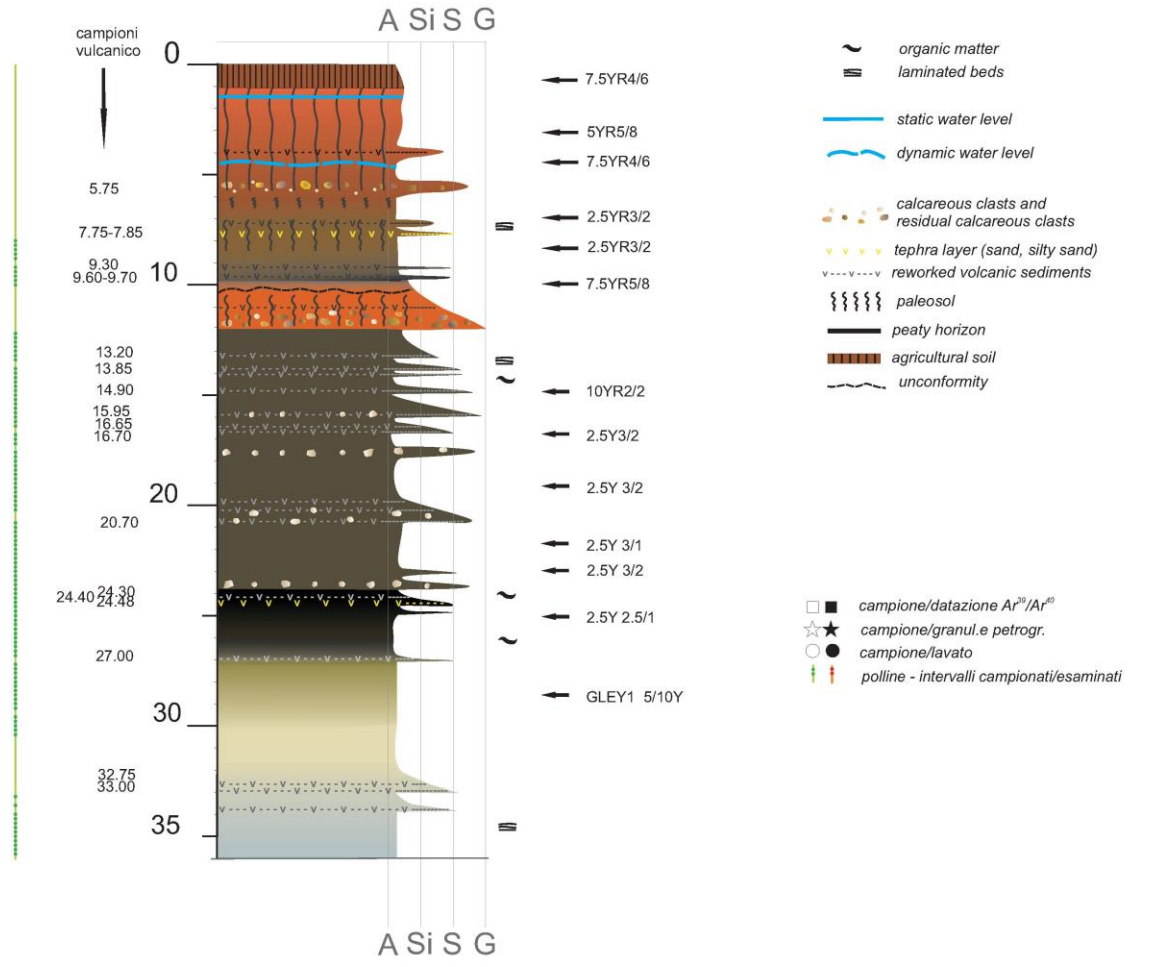 A Si S G
campioni
vulcanico
0
5.75
7.75-7.85
9.30
9.60-9.70
10
13.20
13.85
14.90
15.95
16.65
16.70
20
20.70
24.30
24.40
24.48
27.00
30
32.75
33.00
35
7.5YR4/6
5YR5/8
7.5YR4/6
2.5YR3/2
2.5YR3/2
7.5YR5/8
10YR2/2
2.5Y3/2
2.5Y 3/2
2.5Y 3/1
2.5Y 3/2
2.5Y 2.5/1
GLEY1 5/10Y
A Si S G
organic matter
laminated beds
static water level
dynamic water level
calcareous clasts and
residual calcareous clasts
tephra layer (sand, silty sand)
reworked volcanic sediments
paleosol
peaty horizon
agricultural soil
unconformity
campione/datazione Ar³⁹/Ar⁴⁰
campione/granul.e petrogr.
campione/lavato
polline - intervalli campionati/esaminati